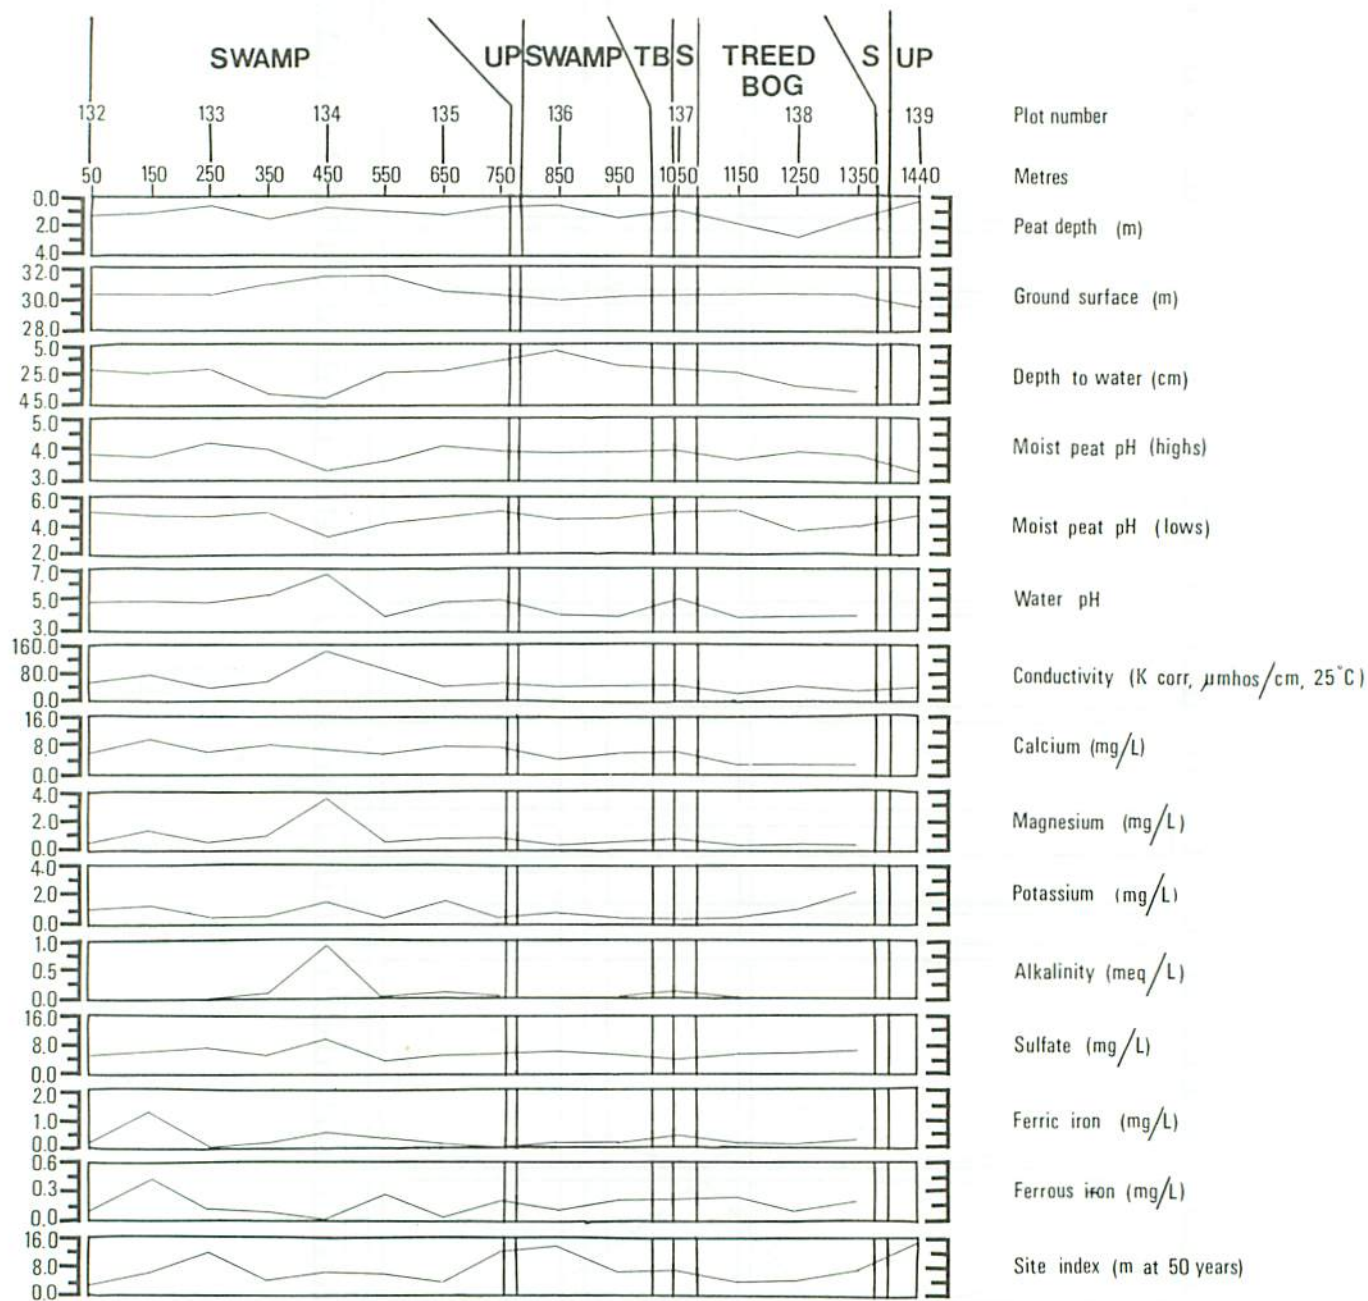 SWAMP UP SWAMP TB S TREED S UP
BOG
132 133 134 135 136 137 138 139 Plot number
50 150 250 350 450 550 650 750 850 950 1050 1150 1250 1350 1440 Metres
0.0
2.0 Peat depth (m)
4.0
32.0
30.0 Ground surface (m)
28.0
5.0
25.0 Depth to water (cm)
45.0
5.0
4.0 Moist peat pH (highs)
3.0
6.0
4.0 Moist peat pH (lows)
2.0
7.0
5.0 Water pH
3.0
160.0
80.0 Conductivity (K corr, µmhos/cm, 25°C)
0.0
16.0
8.0 Calcium (mg/L)
0.0
4.0
2.0 Magnesium (mg/L)
0.0
4.0
2.0 Potassium (mg/L)
0.0
1.0
0.5 Alkalinity (meq/L)
0.0
16.0
8.0 Sulfate (mg/L)
0.0
2.0
1.0 Ferric iron (mg/L)
0.0
0.6
0.3 Ferrous iron (mg/L)
0.0
16.0
8.0 Site index (m at 50 years)
0.0